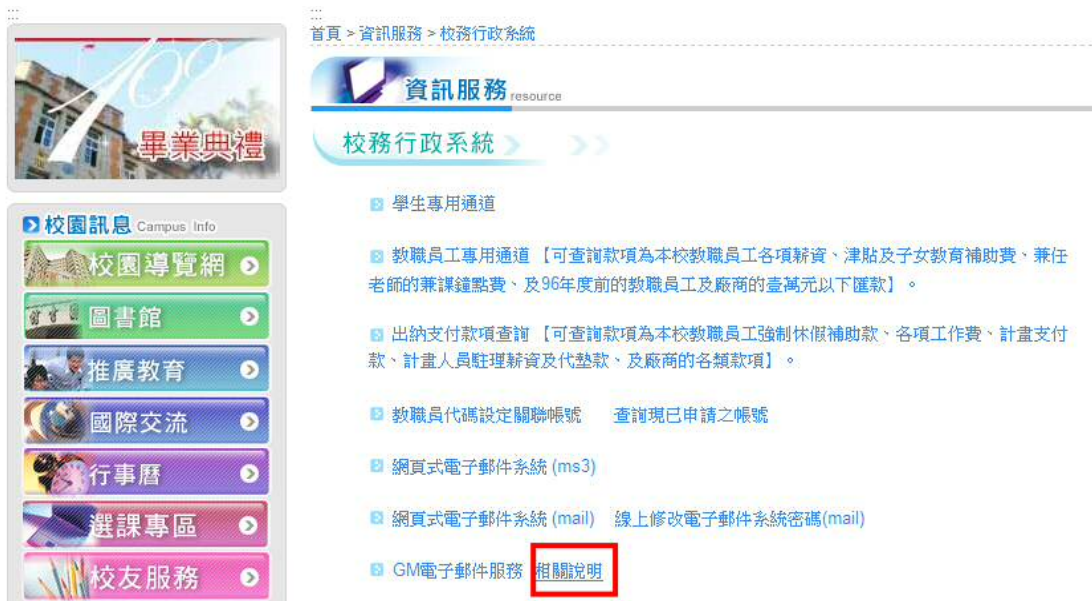 :::
畢業典禮
校園訊息 Campus Info
校園導覽網
圖書館
推廣教育
國際交流
行事曆
選課專區
校友服務
:::
首頁 > 資訊服務 > 校務行政系統
資訊服務 resource
校務行政系統
學生專用通道
教職員工專用通道 【可查詢款項為本校教職員工各項薪資、津貼及子女教育補助費、兼任
老師的兼課鐘點費、及96年度前的教職員工及廠商的壹萬元以下匯款】。
出納支付款項查詢 【可查詢款項為本校教職員工強制休假補助款、各項工作費、計畫支付
款、計畫人員駐理薪資及代墊款、及廠商的各類款項】。
教職員代碼設定關聯帳號 查詢現已申請之帳號
網頁式電子郵件系統 (ms3)
網頁式電子郵件系統 (mail) 線上修改電子郵件系統密碼(mail)
GM電子郵件服務 相關說明